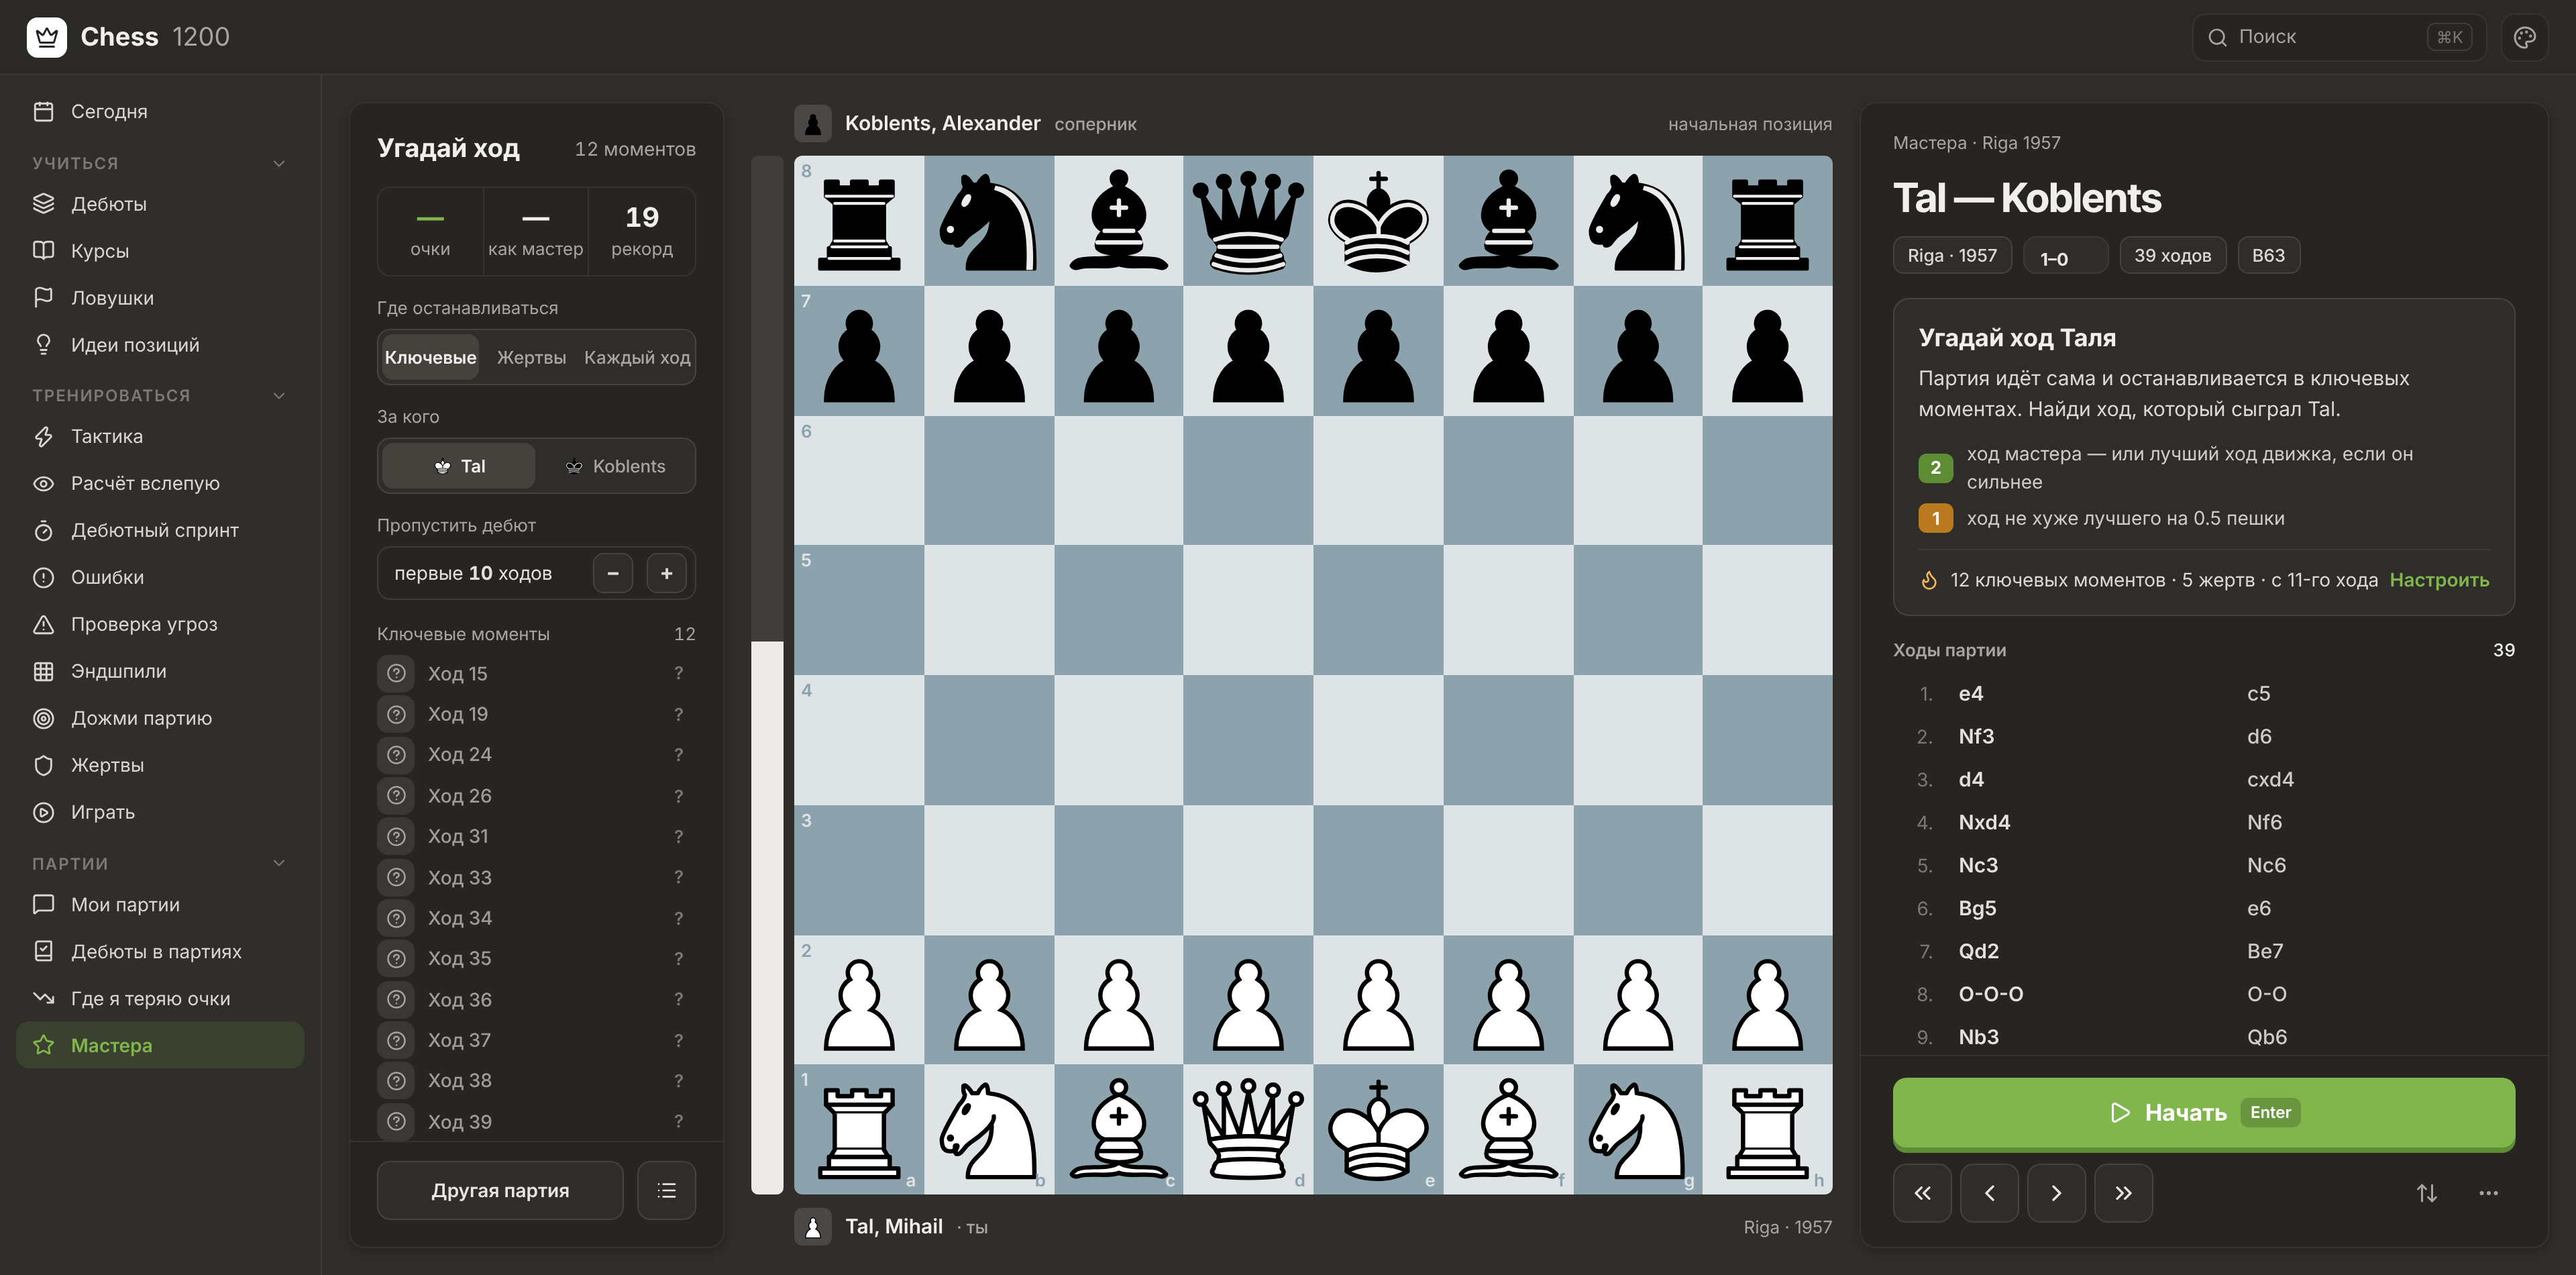 Chess 1200
Поиск
⌘K
Сегодня
УЧИТЬСЯ
Дебюты
Курсы
Ловушки
Идеи позиций
ТРЕНИРОВАТЬСЯ
Тактика
Расчёт вслепую
Дебютный спринт
Ошибки
Проверка угроз
Эндшпили
Дожми партию
Жертвы
Играть
ПАРТИИ
Мои партии
Дебюты в партиях
Где я теряю очки
Мастера
Угадай ход
12 моментов
— — 19
очки как мастер рекорд
Где останавливаться
Ключевые Жертвы Каждый ход
За кого
Tal Koblents
Пропустить дебют
первые 10 ходов − +
Ключевые моменты 12
Ход 15 ?
Ход 19 ?
Ход 24 ?
Ход 26 ?
Ход 31 ?
Ход 33 ?
Ход 34 ?
Ход 35 ?
Ход 36 ?
Ход 37 ?
Ход 38 ?
Ход 39 ?
Другая партия
Koblents, Alexander соперник
начальная позиция
8
7
6
5
4
3
2
1
a b c d e f g h
Tal, Mihail · ты
Riga · 1957
Мастера · Riga 1957
Tal — Koblents
Riga · 1957 1–0 39 ходов B63
Угадай ход Таля
Партия идёт сама и останавливается в ключевых
моментах. Найди ход, который сыграл Tal.
2 ход мастера — или лучший ход движка, если он
сильнее
1 ход не хуже лучшего на 0.5 пешки
12 ключевых моментов · 5 жертв · с 11-го хода Настроить
Ходы партии 39
1. e4 c5
2. Nf3 d6
3. d4 cxd4
4. Nxd4 Nf6
5. Nc3 Nc6
6. Bg5 e6
7. Qd2 Be7
8. O-O-O O-O
9. Nb3 Qb6
Начать Enter